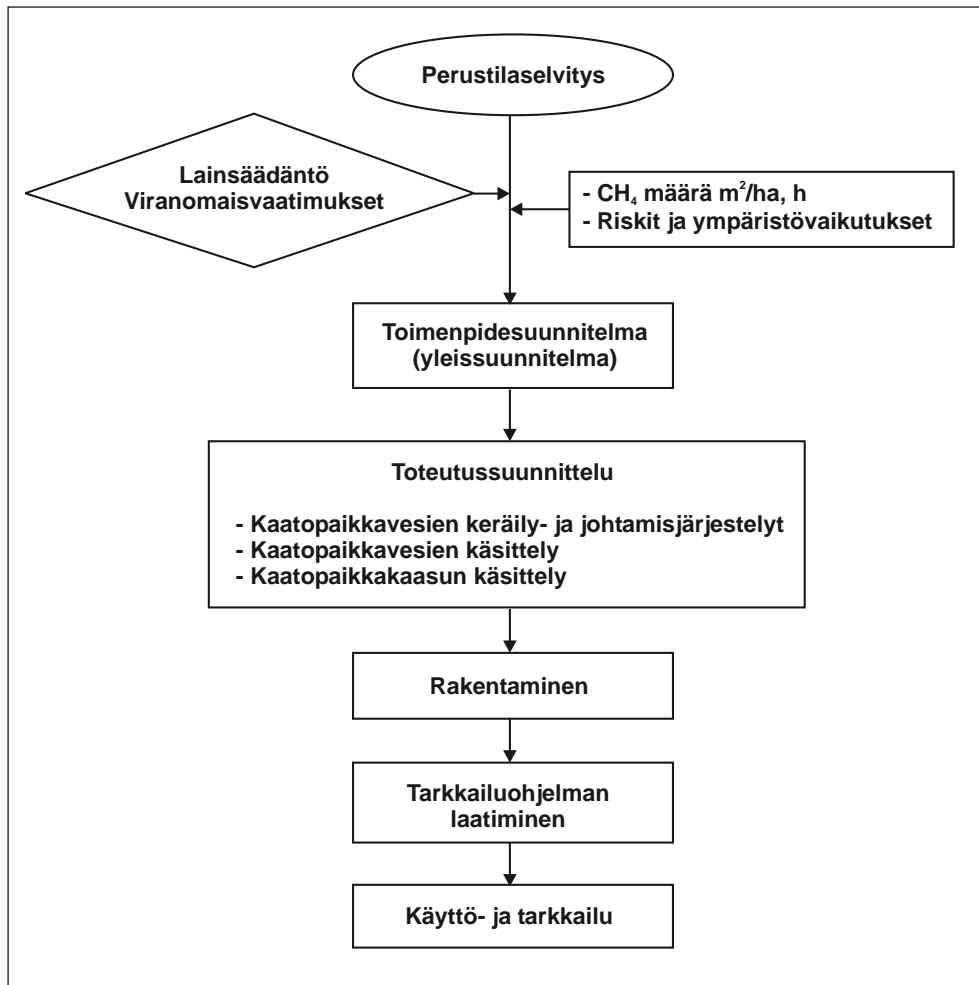 Perustilaselvitys
Lainsäädäntö
Viranomaisvaatimukset
- CH₄ määrä m²/ha, h
- Riskit ja ympäristövaikutukset
Toimenpidesuunnitelma
(yleissuunnitelma)
Toteutussuunnittelu
- Kaatopaikkavesien keräily- ja johtamisjärjestelyt
- Kaatopaikkavesien käsittely
- Kaatopaikkakaasun käsittely
Rakentaminen
Tarkkailuohjelman
laatiminen
Käyttö- ja tarkkailu